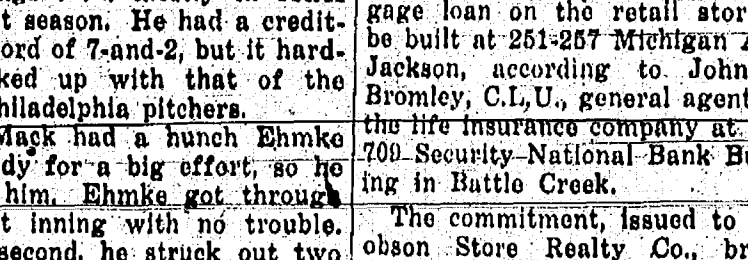 t season. He had a credit-
ord of 7-and-2, but it hard-
ked up with that of the
hiladelphia pitchers.
Mack had a hunch Ehmke
dy for a big effort, so he
him. Ehmke got through
t inning with no trouble.
second, he struck out two
gage loan on the retail stor
be built at 251-257 Michigan
Jackson, according to John
Bromley, C.L.U., general agent
the life insurance company at
709 Security National Bank Bu
ing in Battle Creek.
The commitment, issued to
obson Store Realty Co., br